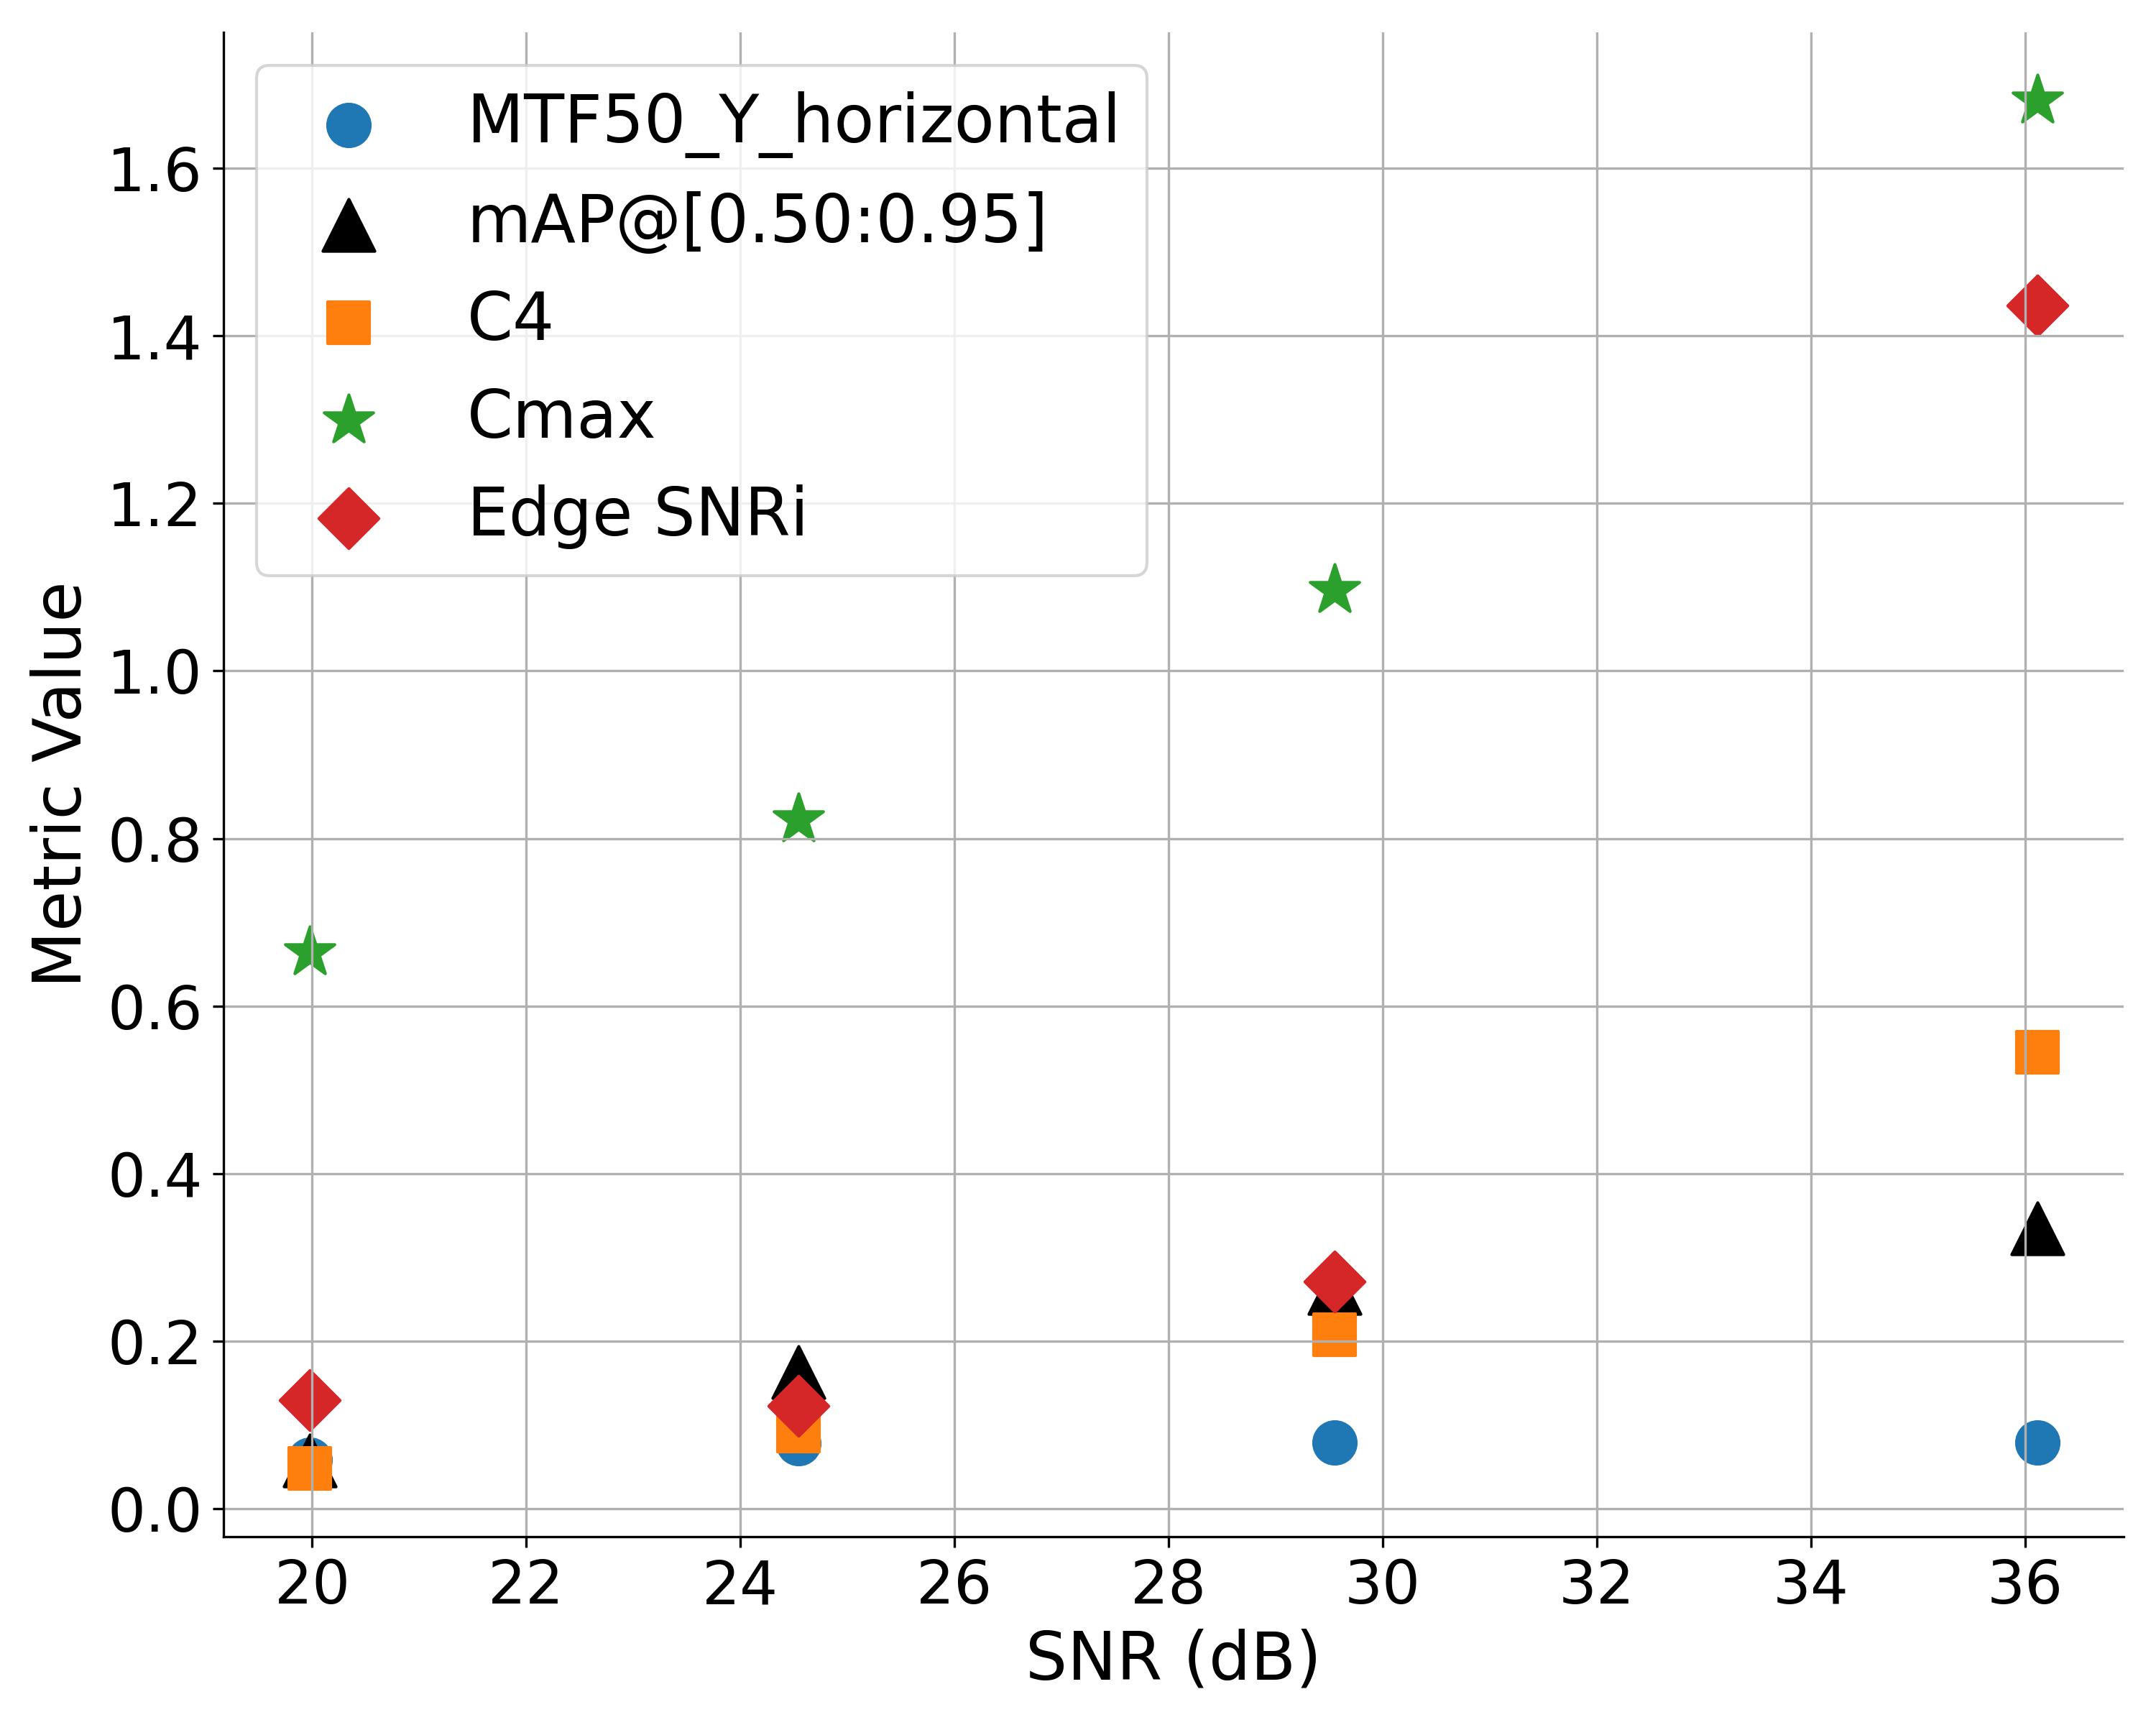 MTF50_Y_horizontal
mAP@[0.50:0.95]
C4
Cmax
Edge SNRi
Metric Value
1.6
1.4
1.2
1.0
0.8
0.6
0.4
0.2
0.0
20 22 24 26 28 30 32 34 36
SNR (dB)